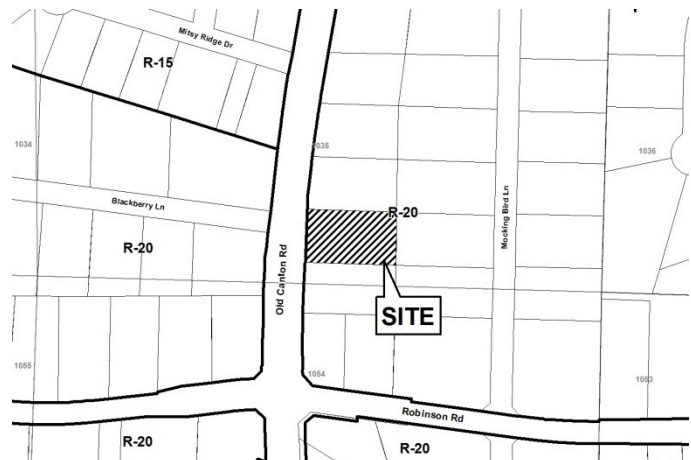 Mitsy Ridge Dr
R-15
1034
1035
1036
Blackberry Ln
R-20
Mocking Bird Ln
R-20
Old Canton Rd
SITE
1055
1054
1053
Robinson Rd
R-20
R-20